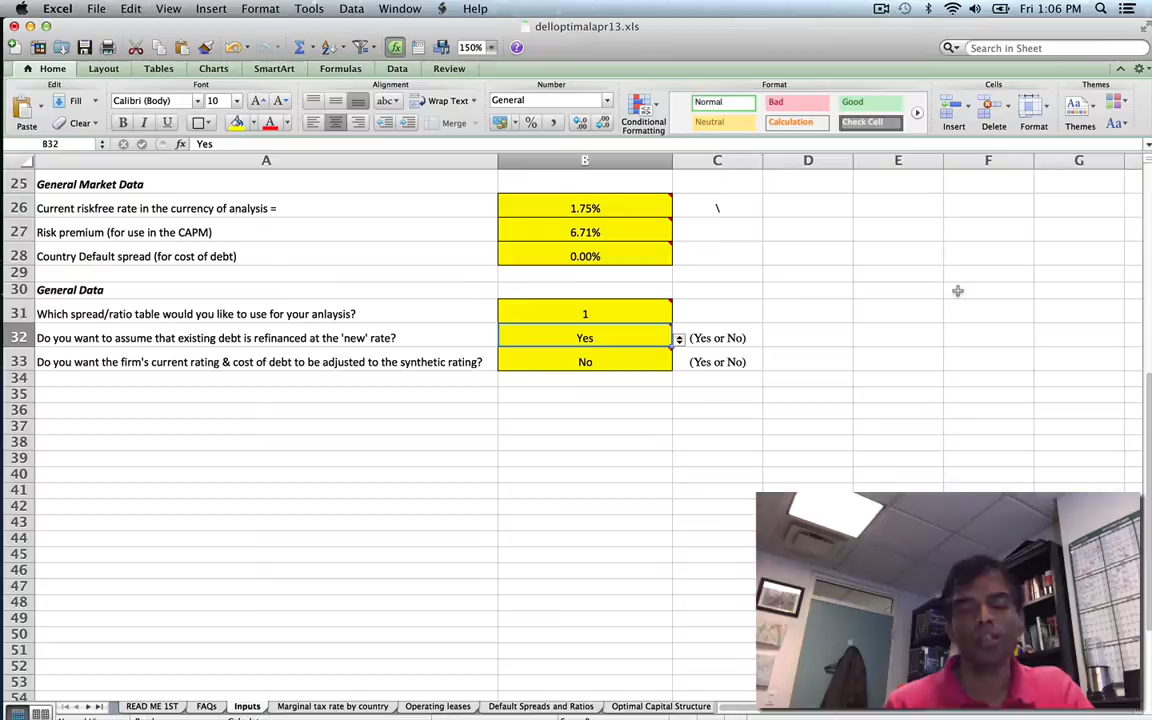 Excel File Edit View Insert Format Tools Data Window Help Fri 1:06 PM
delloptimalapr13.xls
150% Search in Sheet
Home Layout Tables Charts SmartArt Formulas Data Review
Edit Font Alignment Number Format Cells Themes
Fill Calibri (Body) 10 abc Wrap Text General Normal Bad Good
Paste Clear B I U A Merge % Conditional Formatting Neutral Calculation Check Cell Insert Delete Format Themes Aa
B32 fx Yes
A B C D E F G
25 General Market Data
26 Current riskfree rate in the currency of analysis = 1.75% \
27 Risk premium (for use in the CAPM) 6.71%
28 Country Default spread (for cost of debt) 0.00%
29
30 General Data
31 Which spread/ratio table would you like to use for your anlaysis? 1
32 Do you want to assume that existing debt is refinanced at the 'new' rate? Yes (Yes or No)
33 Do you want the firm's current rating & cost of debt to be adjusted to the synthetic rating? No (Yes or No)
34
35
36
37
38
39
40
41
42
43
44
45
46
47
48
49
50
51
52
53
54
READ ME 1ST FAQs Inputs Marginal tax rate by country Operating leases Default Spreads and Ratios Optimal Capital Structure